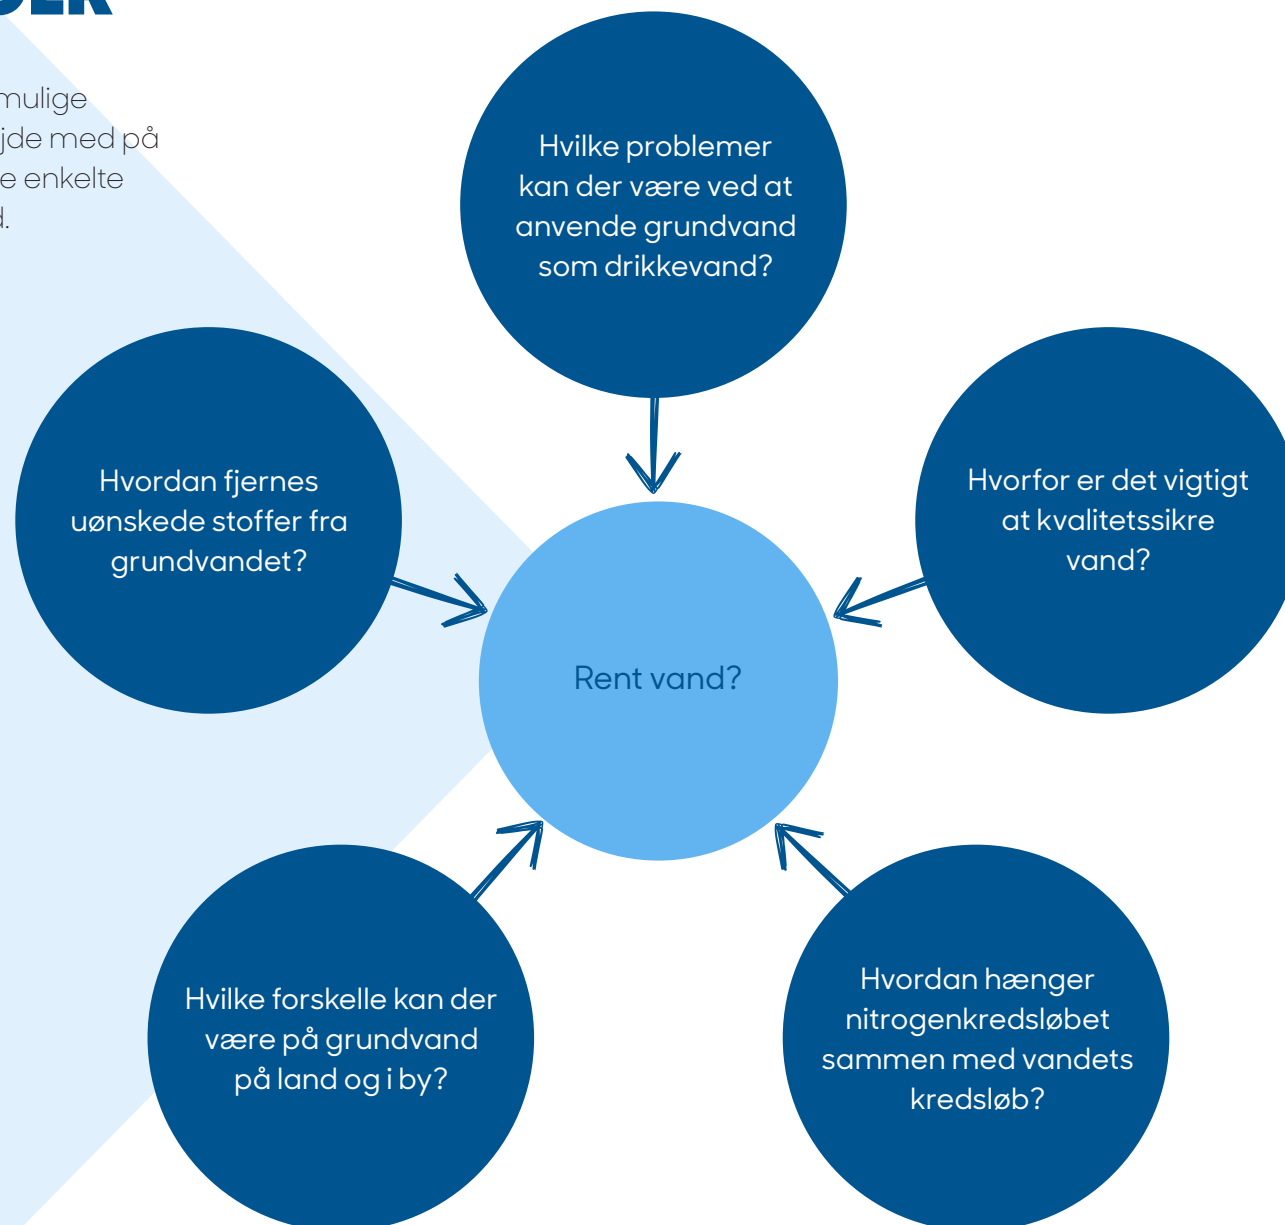 mulige
jde med på
e enkelte
d.
Hvilke problemer
kan der være ved at
anvende grundvand
som drikkevand?
Hvordan fjernes
uønskede stoffer fra
grundvandet?
Hvorfor er det vigtigt
at kvalitetssikre
vand?
Rent vand?
Hvilke forskelle kan der
være på grundvand
på land og i by?
Hvordan hænger
nitrogenkredsløbet
sammen med vandets
kredsløb?